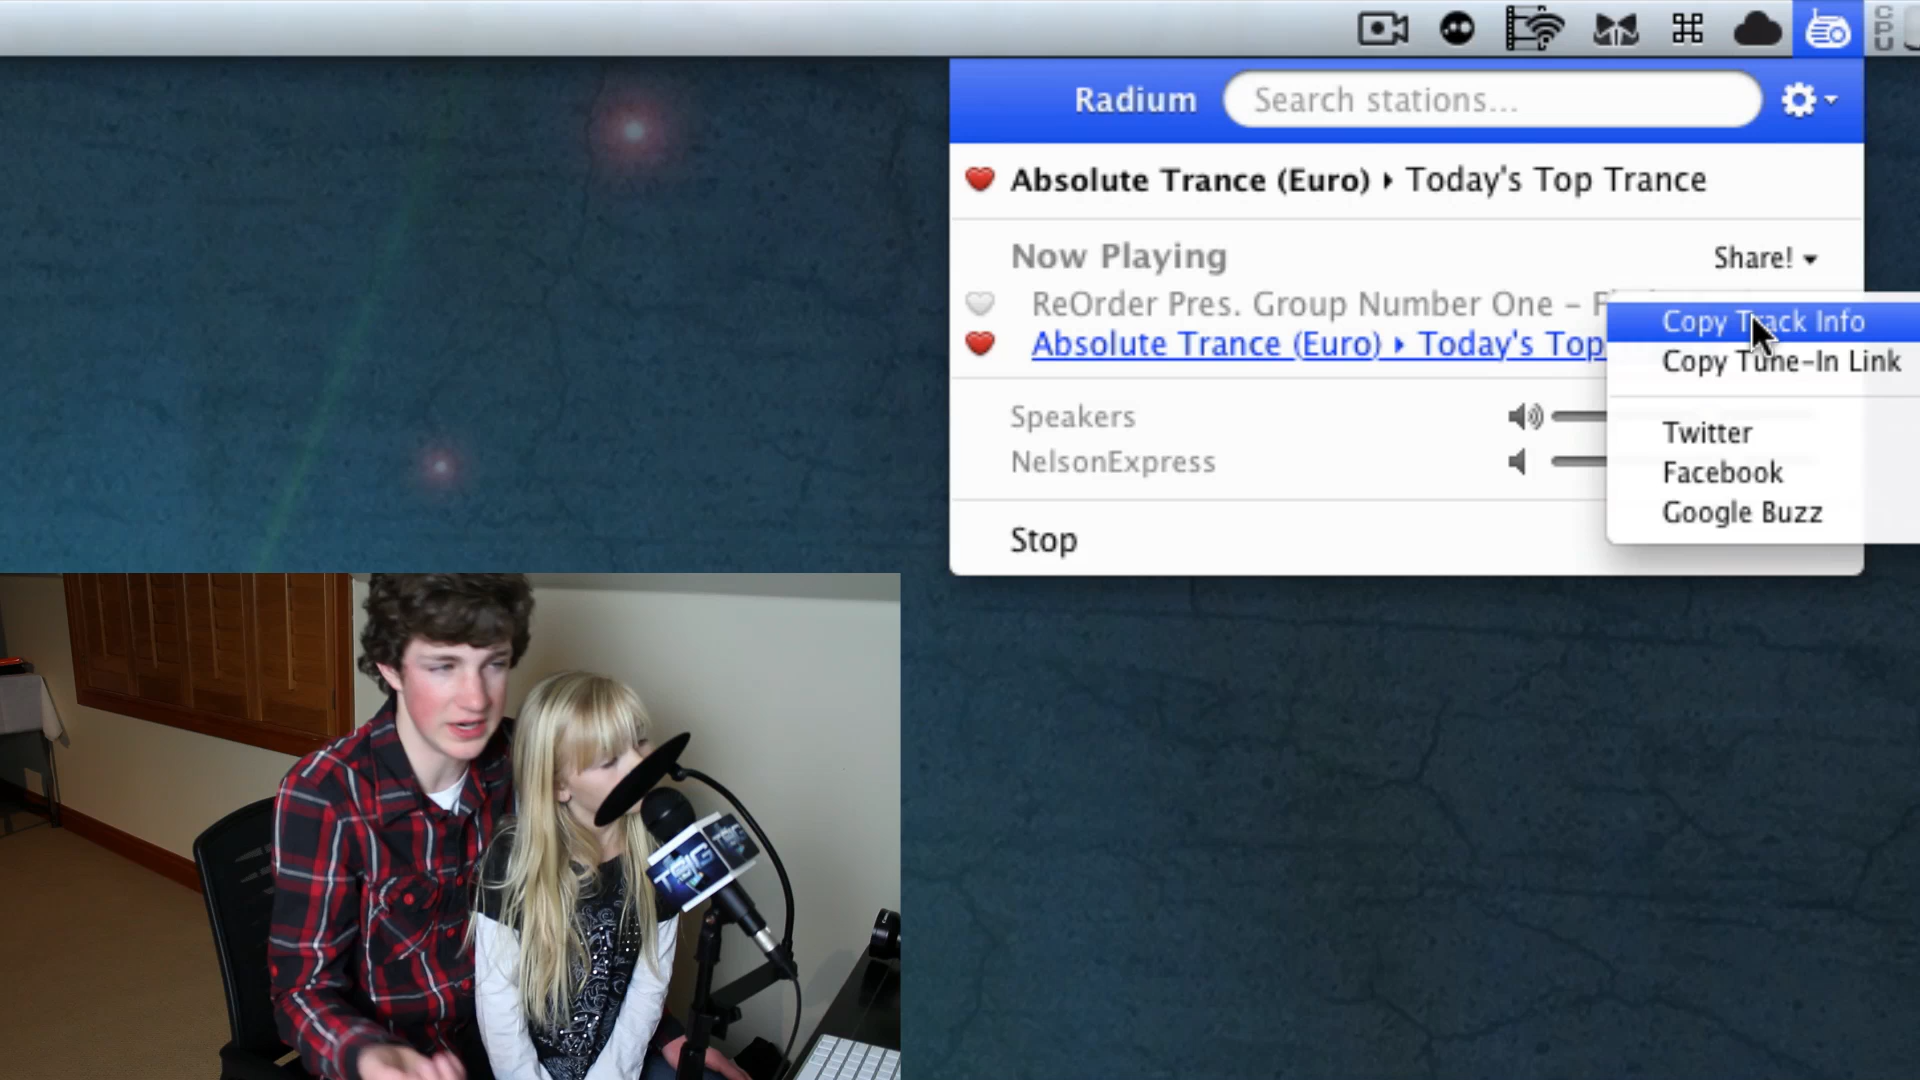 CPU
Radium
Search stations...
Absolute Trance (Euro) ▸ Today's Top Trance
Now Playing
Share!
ReOrder Pres. Group Number One –
Absolute Trance (Euro) ▸ Today's Top
Copy Track Info
Copy Tune-In Link
Speakers
NelsonExpress
Twitter
Facebook
Google Buzz
Stop